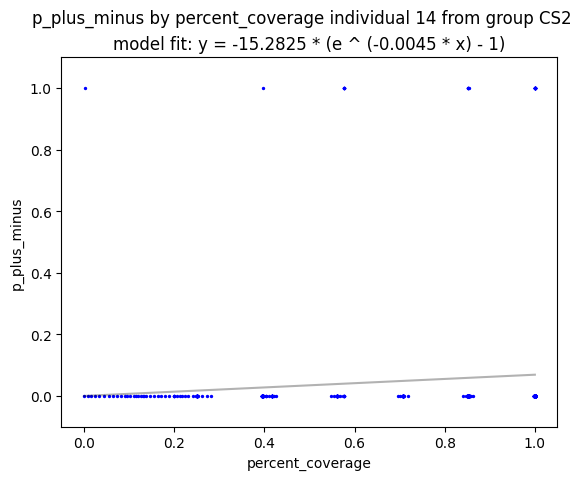 p_plus_minus by percent_coverage individual 14 from group CS2
model fit: y = -15.2825 * (e ^ (-0.0045 * x) - 1)
1.0
0.8
0.6
0.4
0.2
0.0
p_plus_minus
0.0 0.2 0.4 0.6 0.8 1.0
percent_coverage